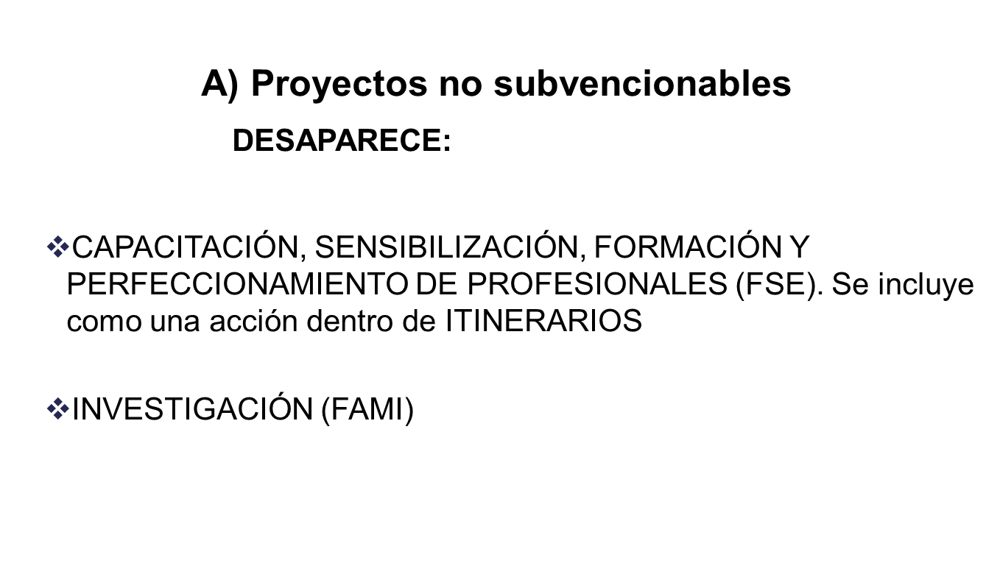 A) Proyectos no subvencionables
DESAPARECE:
❖CAPACITACIÓN, SENSIBILIZACIÓN, FORMACIÓN Y
PERFECCIONAMIENTO DE PROFESIONALES (FSE). Se incluye
como una acción dentro de ITINERARIOS
❖INVESTIGACIÓN (FAMI)